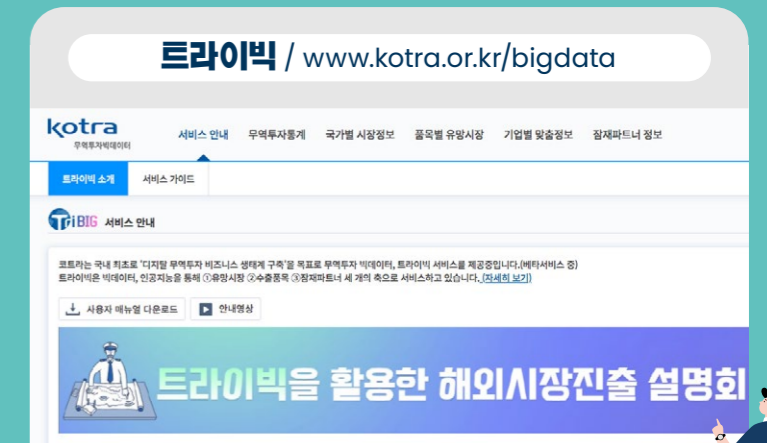 트라이빅 / www.kotra.or.kr/bigdata
kotra
무역투자빅데이터
서비스 안내 무역투자통계 국가별 시장정보 품목별 유망시장 기업별 맞춤정보 잠재파트너 정보
트라이빅 소개 서비스 가이드
TriBIG 서비스 안내
코트라는 국내 최초로 '디지털 무역투자 비즈니스 생태계 구축'을 목표로 무역투자 빅데이터, 트라이빅 서비스를 제공중입니다.(베타서비스 중)
트라이빅은 빅데이터, 인공지능을 통해 ①유망시장 ②수출품목 ③잠재파트너 세 개의 축으로 서비스하고 있습니다. (자세히 보기)
사용자 매뉴얼 다운로드 안내영상
트라이빅을 활용한 해외시장진출 설명회